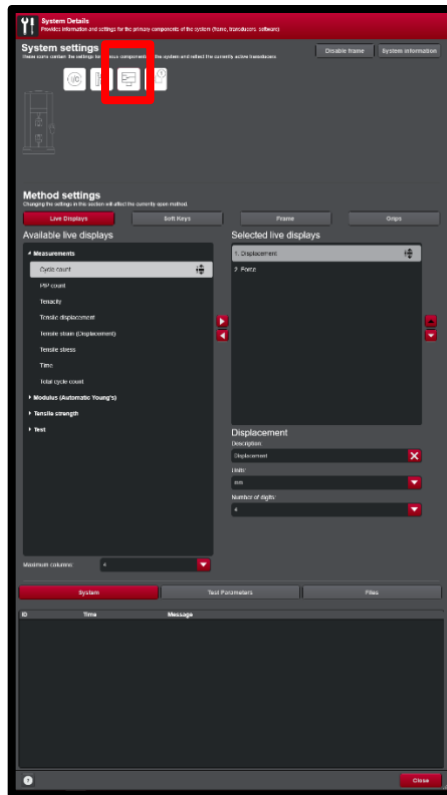 System Details
Provides information and settings for the primary components of the system (frame, transducers, software)
System settings
Disable frame
System information
Method settings
Changing the settings in this section will affect the currently open method.
Live Displays
Soft Keys
Frame
Grips
Available live displays
Selected live displays
Measurements
Cycle count
PIP count
Tenacity
Tensile displacement
Tensile strain (Displacement)
Tensile stress
Time
Total cycle count
Modulus (Automatic Young's)
Tensile strength
Test
1. Displacement
2. Force
Displacement
Description:
Displacement
Units:
mm
Number of digits:
4
Maximum columns:
4
System
Test Parameters
Files
ID
Time
Message
?
Close